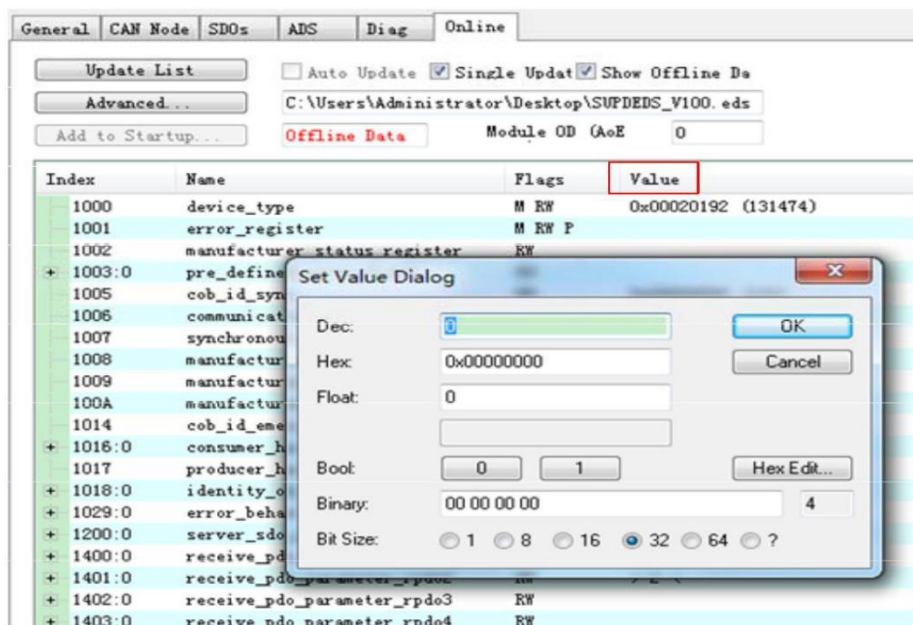 General CAN Node SDOs ADS Diag Online
Update List Auto Update Single Updat Show Offline Da
Advanced... C:\Users\Administrator\Desktop\SUPDEDS_V100.eds
Add to Startup... Offline Data Module OD (AoE 0
Index Name Flags Value
1000 device_type M RW 0x00020192 (131474)
1001 error_register M RW P
1002 manufacturer status register RW
+ 1003:0 pre_define
1005 cob_id_syn
1006 communicat
1007 synchronou
1008 manufactur
1009 manufactur
100A manufactur
1014 cob_id_eme
+ 1016:0 consumer_h
1017 producer_h
+ 1018:0 identity_o
+ 1029:0 error_beha
+ 1200:0 server_sdo
+ 1400:0 receive_pd
+ 1401:0 receive_pdo_parameter_rpdo2 RW
+ 1402:0 receive_pdo_parameter_rpdo3 RW
+ 1403:0 receive_pdo_parameter_rpdo4 RW
Set Value Dialog
Dec: 0 OK
Hex: 0x00000000 Cancel
Float: 0
Bool: 0 1 Hex Edit...
Binary: 00 00 00 00 4
Bit Size: 1 8 16 32 64 ?